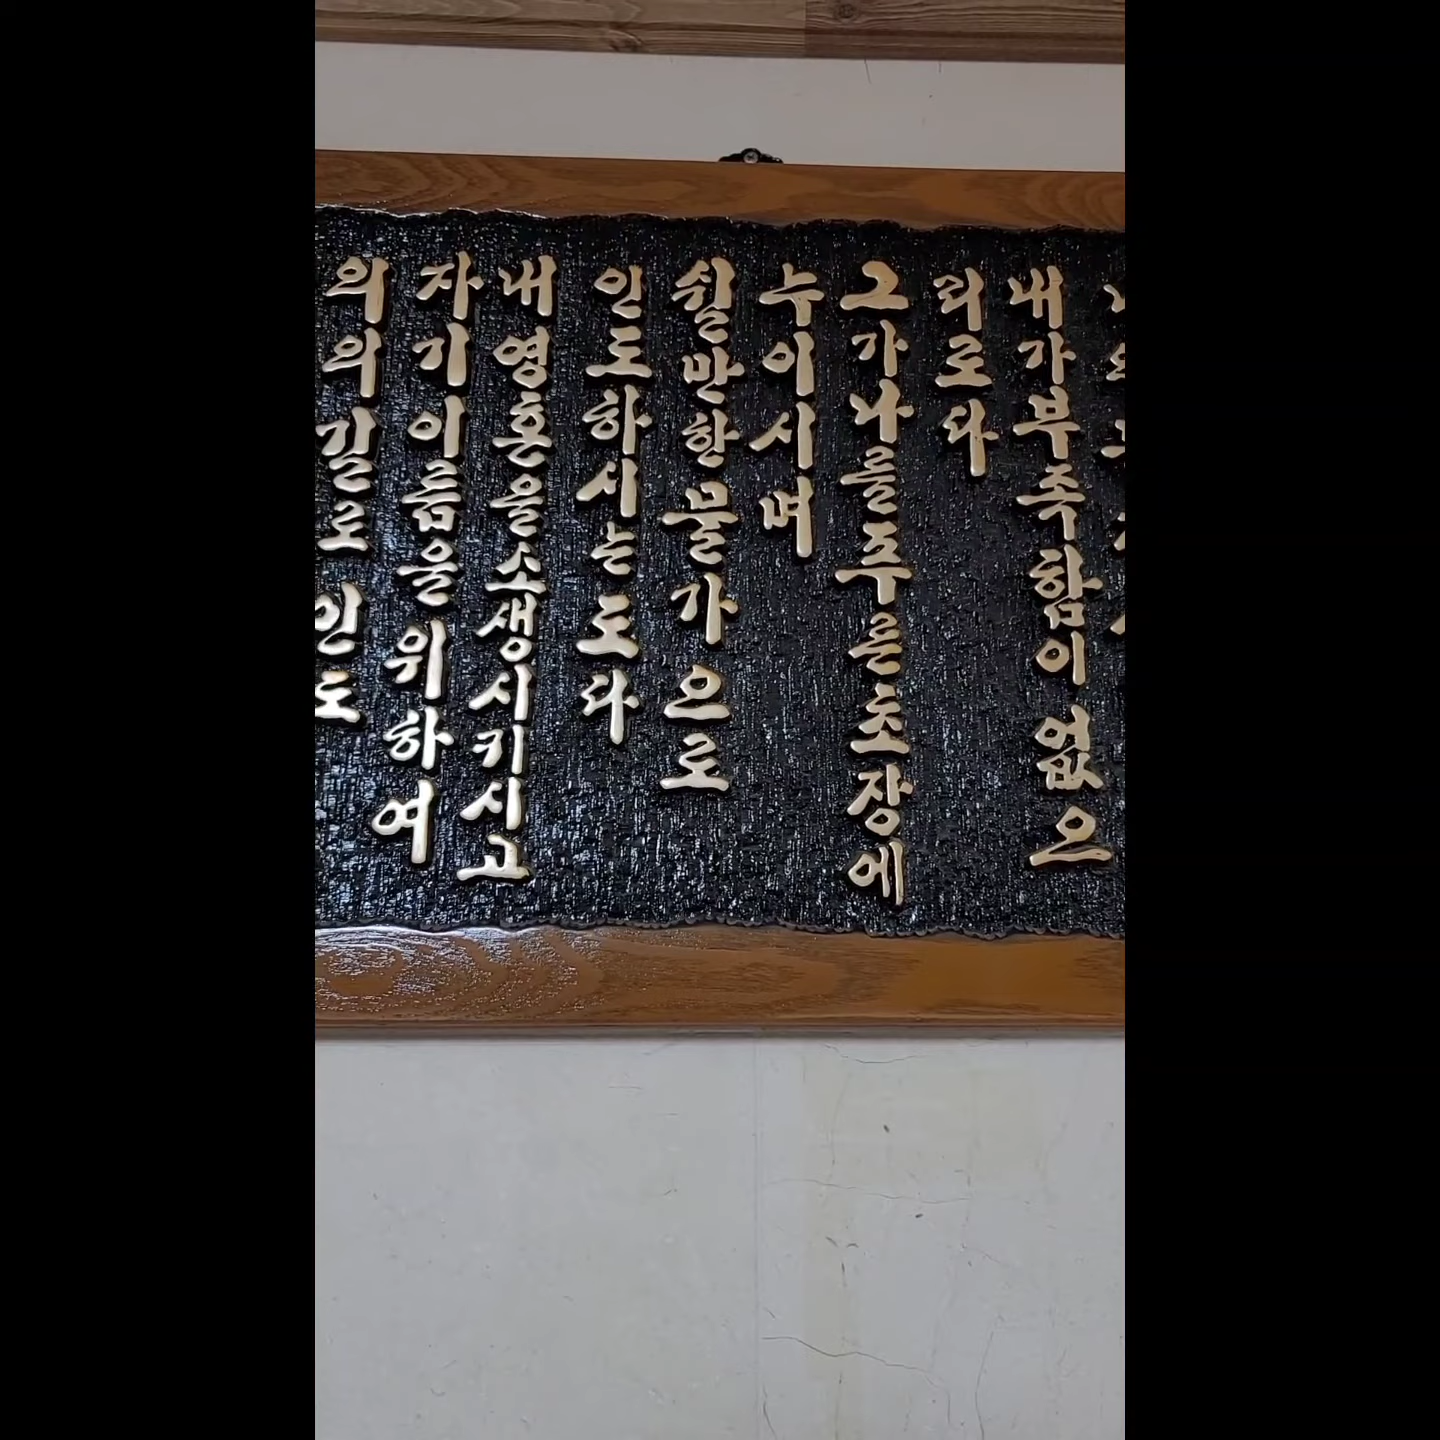 내가부족함이없으
리로다
그가나를푸른초장에
누이시며
쉴만한물가으로
인도하시는도다
내영혼을소생시키시고
자기이름을위하여
의의길로인도